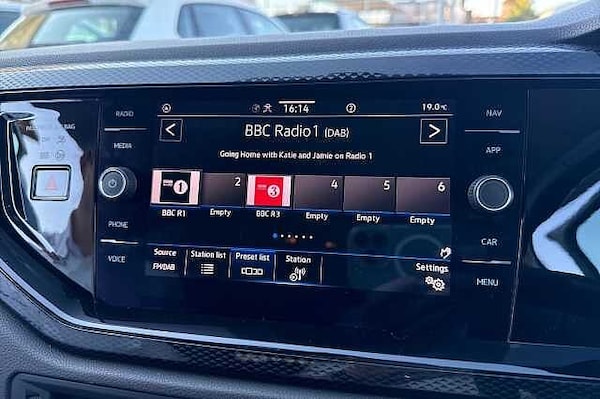 RADIO
16:14
19.0°C
NAV
BBC Radio 1 (DAB)
MEDIA
APP
Going Home with Katie and Jamie on Radio 1
1
2
3
4
5
6
BBC R1
Empty
BBC R3
Empty
Empty
Empty
PHONE
CAR
VOICE
Source
Station list
Preset list
Station
Settings
FM/DAB
MENU